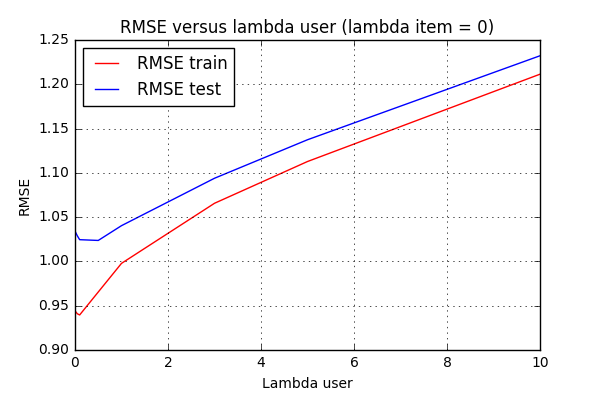 RMSE versus lambda user (lambda item = 0)
1.25
1.20
1.15
1.10
1.05
1.00
0.95
0.90
RMSE
RMSE train
RMSE test
0 2 4 6 8 10
Lambda user